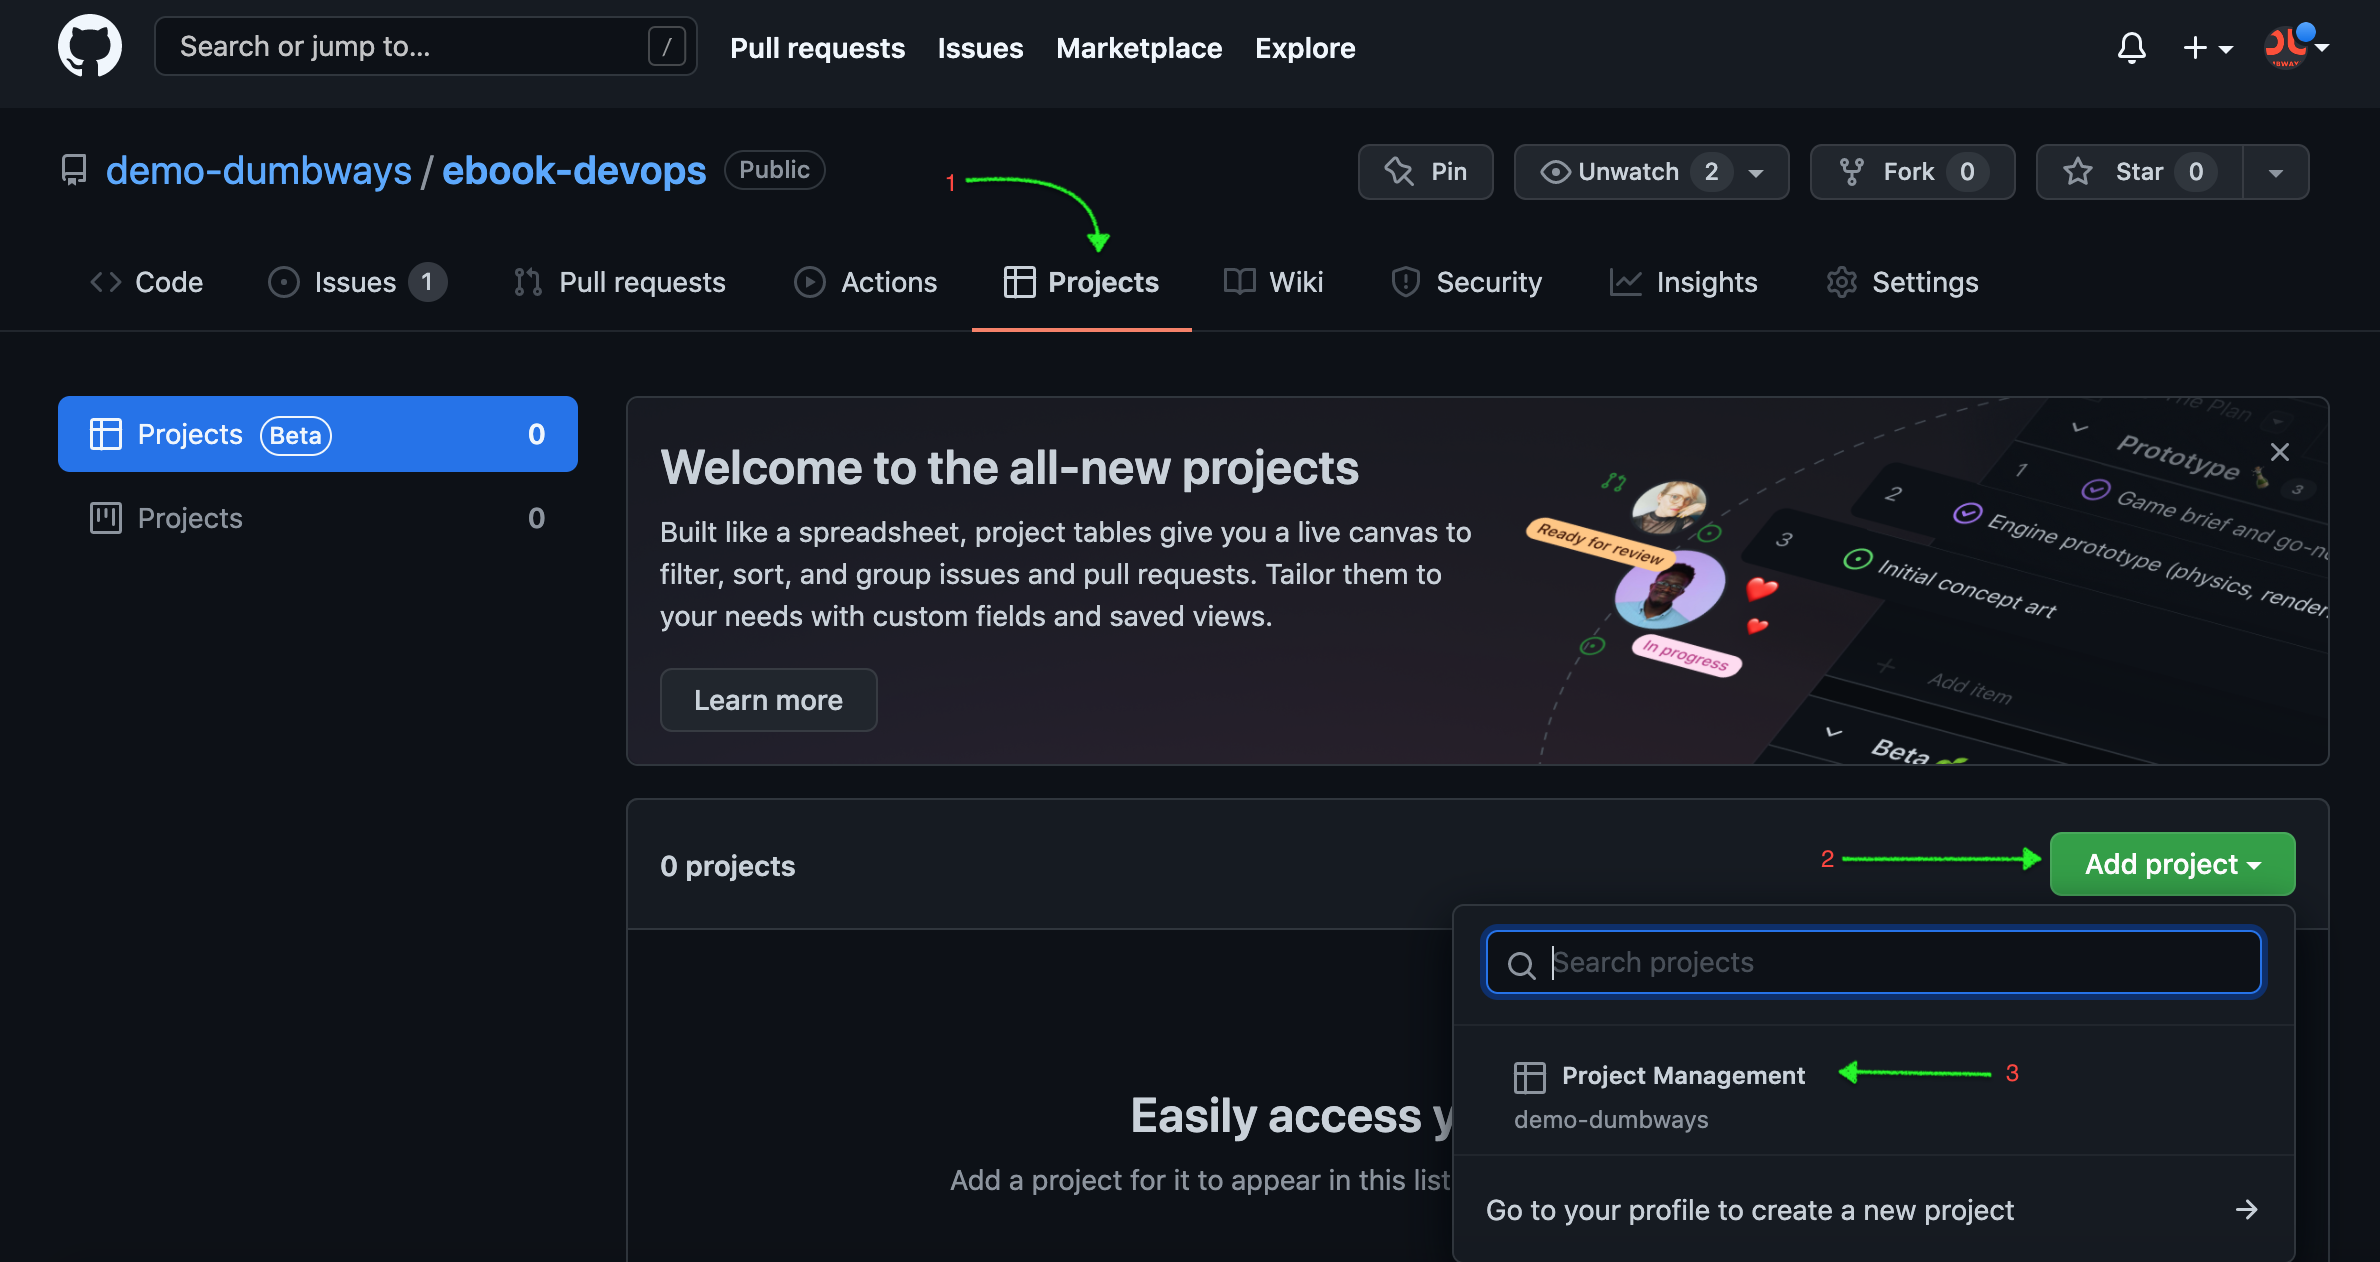 Search or jump to... /
Pull requests
Issues
Marketplace
Explore
demo-dumbways / ebook-devops
Public
1
Pin
Unwatch 2
Fork 0
Star 0
Code
Issues 1
Pull requests
Actions
Projects
Wiki
Security
Insights
Settings
Projects Beta 0
Projects 0
Welcome to the all-new projects
Built like a spreadsheet, project tables give you a live canvas to
filter, sort, and group issues and pull requests. Tailor them to
your needs with custom fields and saved views.
Learn more
Ready for review
In progress
The Plan
Prototype 3
1 Game brief and go-n
2 Engine prototype (physics, render
3 Initial concept art
Add item
Beta
0 projects
2
Add project
Search projects
Project Management
3
demo-dumbways
Go to your profile to create a new project
Easily access y
Add a project for it to appear in this list